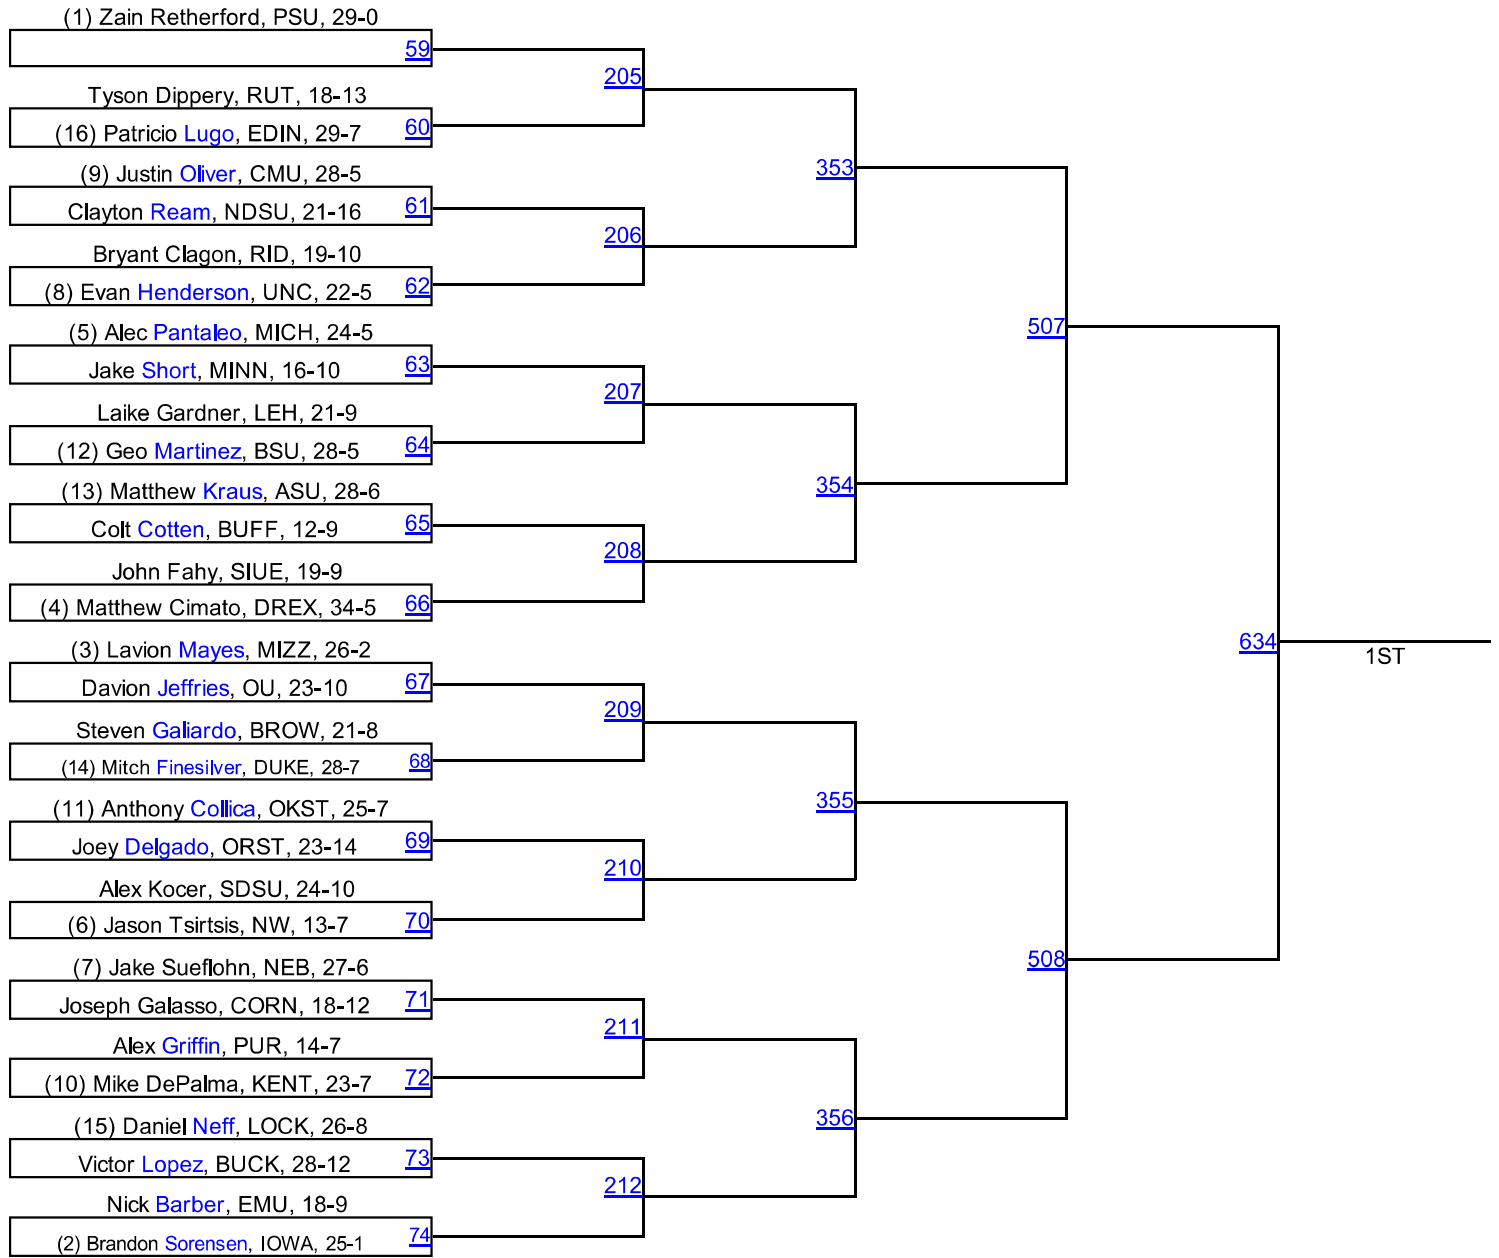 (1) Zain Retherford, PSU, 29-0
59
205
Tyson Dippery, RUT, 18-13
(16) Patricio Lugo, EDIN, 29-7 60
353
(9) Justin Oliver, CMU, 28-5
Clayton Ream, NDSU, 21-16 61
206
Bryant Clagon, RID, 19-10
(8) Evan Henderson, UNC, 22-5 62
507
(5) Alec Pantaleo, MICH, 24-5
Jake Short, MINN, 16-10 63
207
Laike Gardner, LEH, 21-9
(12) Geo Martinez, BSU, 28-5 64
354
(13) Matthew Kraus, ASU, 28-6
Colt Cotten, BUFF, 12-9 65
208
John Fahy, SIUE, 19-9
(4) Matthew Cimato, DREX, 34-5 66
634
1ST
(3) Lavion Mayes, MIZZ, 26-2
Davion Jeffries, OU, 23-10 67
209
Steven Galiardo, BROW, 21-8
(14) Mitch Finesilver, DUKE, 28-7 68
355
(11) Anthony Collica, OKST, 25-7
Joey Delgado, ORST, 23-14 69
210
Alex Kocer, SDSU, 24-10
(6) Jason Tsirtsis, NW, 13-7 70
508
(7) Jake Sueflohn, NEB, 27-6
Joseph Galasso, CORN, 18-12 71
211
Alex Griffin, PUR, 14-7
(10) Mike DePalma, KENT, 23-7 72
356
(15) Daniel Neff, LOCK, 26-8
Victor Lopez, BUCK, 28-12 73
212
Nick Barber, EMU, 18-9
(2) Brandon Sorensen, IOWA, 25-1 74